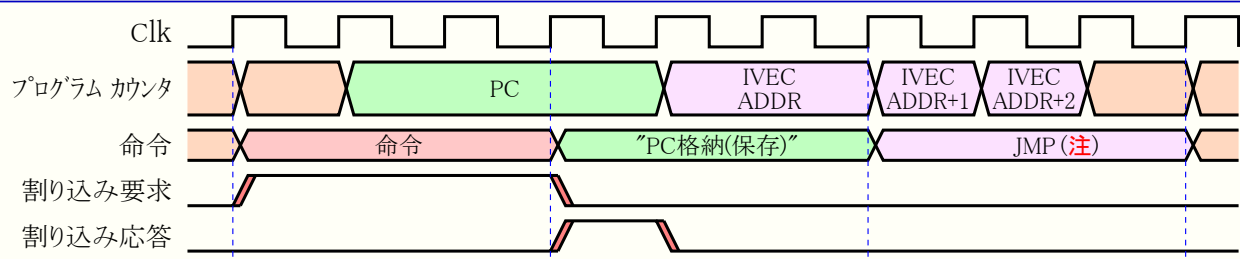 Clk
プログラム カウンタ
PC
IVEC
ADDR
IVEC
ADDR+1
IVEC
ADDR+2
命令
命令
"PC格納(保存)"
JMP (注)
割り込み要求
割り込み応答